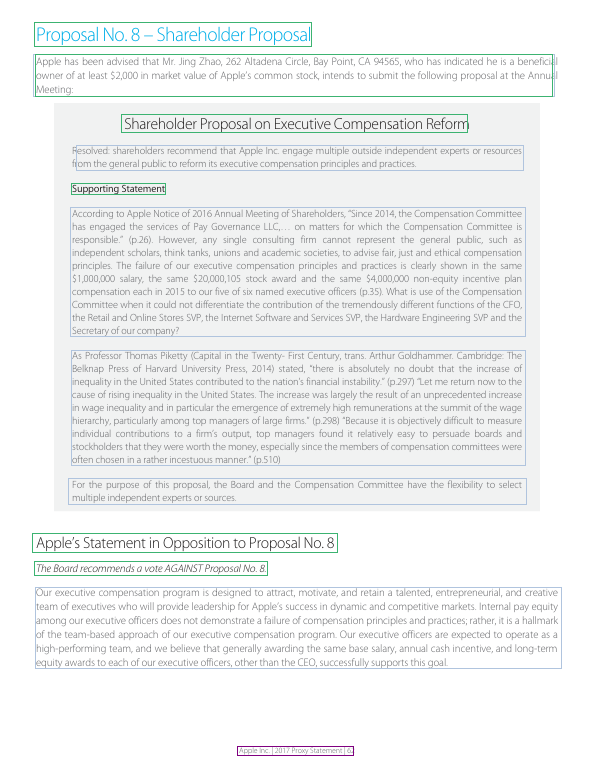 Proposal No. 8 – Shareholder Proposal
Apple has been advised that Mr. Jing Zhao, 262 Altadena Circle, Bay Point, CA 94565, who has indicated he is a beneficial
owner of at least $2,000 in market value of Apple's common stock, intends to submit the following proposal at the Annual
Meeting:
Shareholder Proposal on Executive Compensation Reform
Resolved: shareholders recommend that Apple Inc. engage multiple outside independent experts or resources
from the general public to reform its executive compensation principles and practices.
Supporting Statement
According to Apple Notice of 2016 Annual Meeting of Shareholders, “Since 2014, the Compensation Committee
has engaged the services of Pay Governance LLC,… on matters for which the Compensation Committee is
responsible.” (p.26). However, any single consulting firm cannot represent the general public, such as
independent scholars, think tanks, unions and academic societies, to advise fair, just and ethical compensation
principles. The failure of our executive compensation principles and practices is clearly shown in the same
$1,000,000 salary, the same $20,000,105 stock award and the same $4,000,000 non-equity incentive plan
compensation each in 2015 to our five of six named executive officers (p.35). What is use of the Compensation
Committee when it could not differentiate the contribution of the tremendously different functions of the CFO,
the Retail and Online Stores SVP, the Internet Software and Services SVP, the Hardware Engineering SVP and the
Secretary of our company?
As Professor Thomas Piketty (Capital in the Twenty- First Century, trans. Arthur Goldhammer. Cambridge: The
Belknap Press of Harvard University Press, 2014) stated, “there is absolutely no doubt that the increase of
inequality in the United States contributed to the nation's financial instability.” (p.297) “Let me return now to the
cause of rising inequality in the United States. The increase was largely the result of an unprecedented increase
in wage inequality and in particular the emergence of extremely high remunerations at the summit of the wage
hierarchy, particularly among top managers of large firms.” (p.298) “Because it is objectively difficult to measure
individual contributions to a firm's output, top managers found it relatively easy to persuade boards and
stockholders that they were worth the money, especially since the members of compensation committees were
often chosen in a rather incestuous manner.” (p.510)
For the purpose of this proposal, the Board and the Compensation Committee have the flexibility to select
multiple independent experts or sources.
Apple's Statement in Opposition to Proposal No. 8
The Board recommends a vote AGAINST Proposal No. 8.
Our executive compensation program is designed to attract, motivate, and retain a talented, entrepreneurial, and creative
team of executives who will provide leadership for Apple's success in dynamic and competitive markets. Internal pay equity
among our executive officers does not demonstrate a failure of compensation principles and practices; rather, it is a hallmark
of the team-based approach of our executive compensation program. Our executive officers are expected to operate as a
high-performing team, and we believe that generally awarding the same base salary, annual cash incentive, and long-term
equity awards to each of our executive officers, other than the CEO, successfully supports this goal.
Apple Inc. | 2017 Proxy Statement |